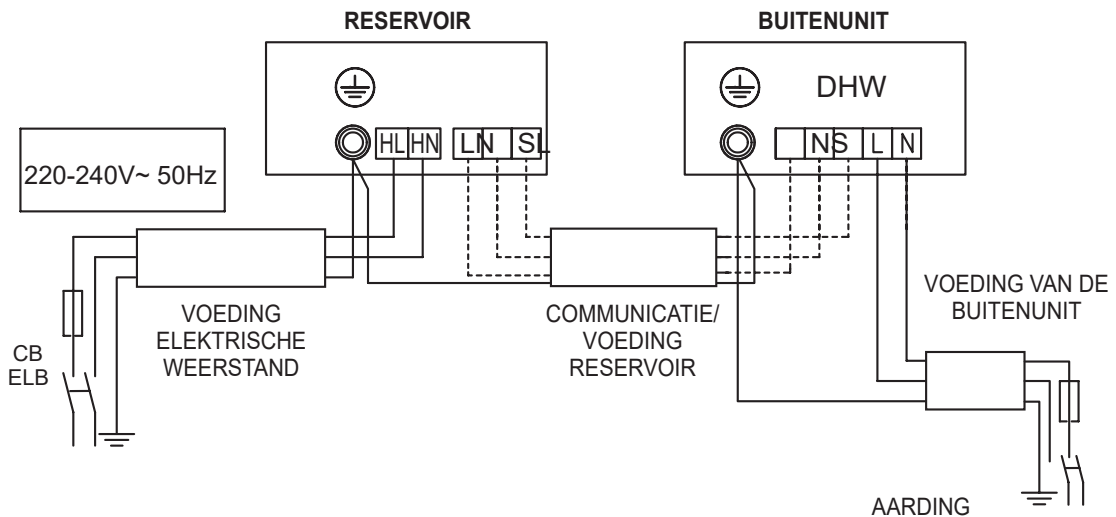 RESERVOIR
BUITENUNIT
DHW
HL HN LN SL
NS L N
220-240V~ 50Hz
VOEDING
ELEKTRISCHE
WEERSTAND
COMMUNICATIE/
VOEDING
RESERVOIR
VOEDING VAN DE
BUITENUNIT
CB
ELB
AARDING